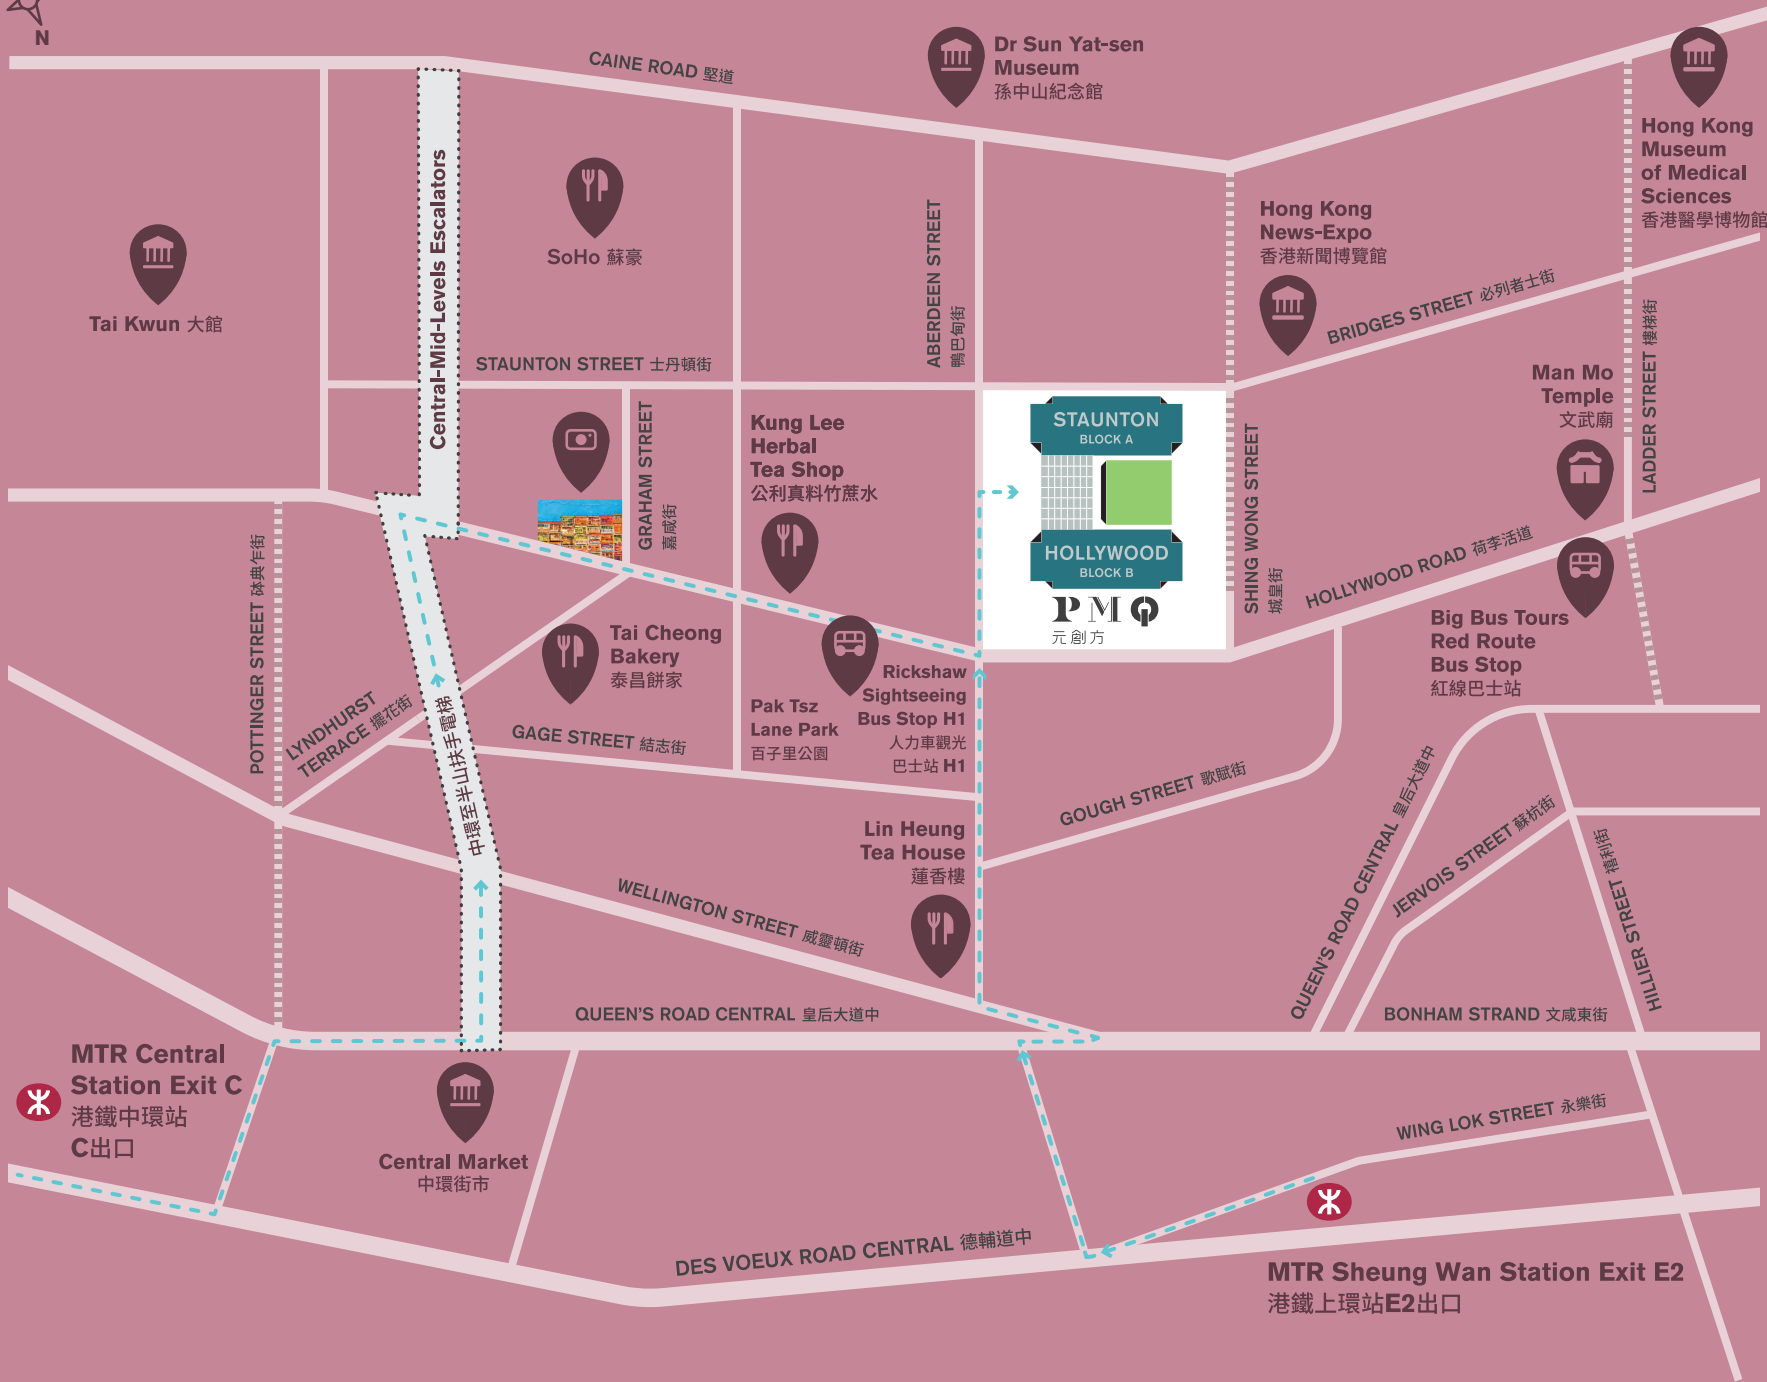 N
CAINE ROAD 堅道
Dr Sun Yat-sen
Museum
孫中山紀念館
Hong Kong
Museum
of Medical
Sciences
香港醫學博物館
Central-Mid-Levels Escalators
中環至半山扶手電梯
SoHo 蘇豪
Tai Kwun 大館
ABERDEEN STREET
鴨巴甸街
Hong Kong
News-Expo
香港新聞博覽館
BRIDGES STREET 必列者士街
STAUNTON STREET 士丹頓街
LADDER STREET 樓梯街
Man Mo
Temple
文武廟
GRAHAM STREET
嘉咸街
Kung Lee
Herbal
Tea Shop
公利真料竹蔗水
STAUNTON
BLOCK A
HOLLYWOOD
BLOCK B
PMQ
元創方
SHING WONG STREET
城皇街
HOLLYWOOD ROAD 荷李活道
POTTINGER STREET 砵典乍街
LYNDHURST
TERRACE 擺花街
Tai Cheong
Bakery
泰昌餅家
GAGE STREET 結志街
Pak Tsz
Lane Park
百子里公園
Rickshaw
Sightseeing
Bus Stop H1
人力車觀光
巴士站 H1
Big Bus Tours
Red Route
Bus Stop
紅線巴士站
GOUGH STREET 歌賦街
QUEEN'S ROAD CENTRAL 皇后大道中
JERVOIS STREET 蘇杭街
HILLIER STREET 禧利街
Lin Heung
Tea House
蓮香樓
WELLINGTON STREET 威靈頓街
QUEEN'S ROAD CENTRAL 皇后大道中
BONHAM STRAND 文咸東街
MTR Central
Station Exit C
港鐵中環站
C出口
Central Market
中環街市
WING LOK STREET 永樂街
DES VOEUX ROAD CENTRAL 德輔道中
MTR Sheung Wan Station Exit E2
港鐵上環站E2出口